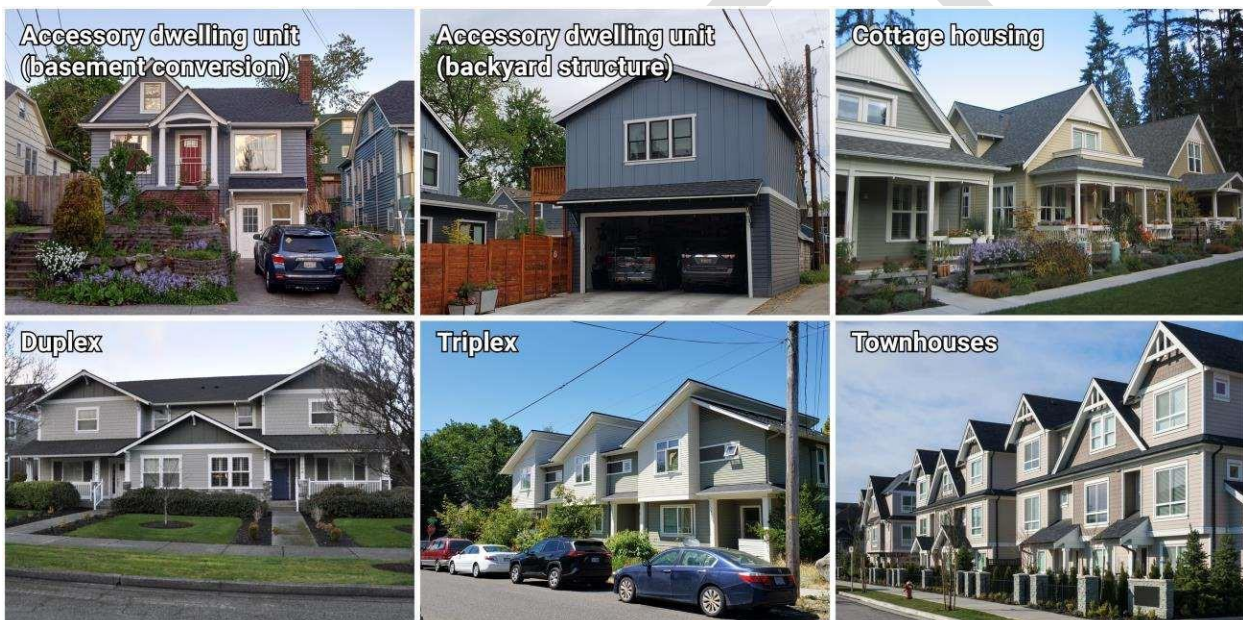 Accessory dwelling unit
(basement conversion)
Accessory dwelling unit
(backyard structure)
Cottage housing
Duplex
Triplex
Townhouses